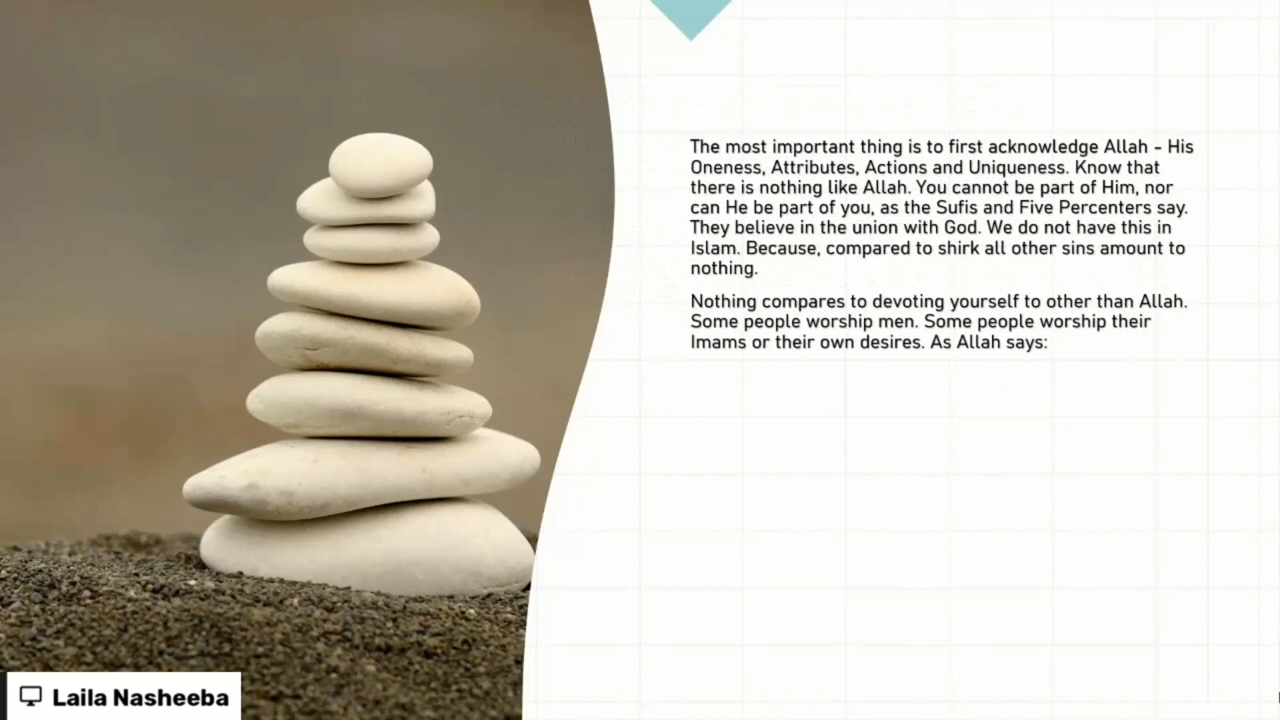 The most important thing is to first acknowledge Allah - His
Oneness, Attributes, Actions and Uniqueness. Know that
there is nothing like Allah. You cannot be part of Him, nor
can He be part of you, as the Sufis and Five Percenters say.
They believe in the union with God. We do not have this in
Islam. Because, compared to shirk all other sins amount to
nothing.
Nothing compares to devoting yourself to other than Allah.
Some people worship men. Some people worship their
Imams or their own desires. As Allah says:
Laila Nasheeba